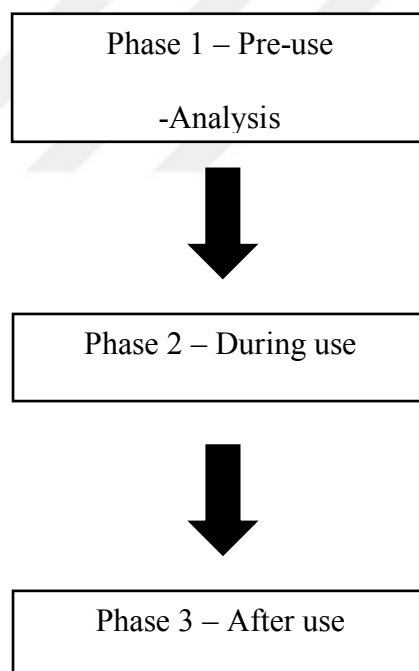 Phase 1 – Pre-use
-Analysis
Phase 2 – During use
Phase 3 – After use